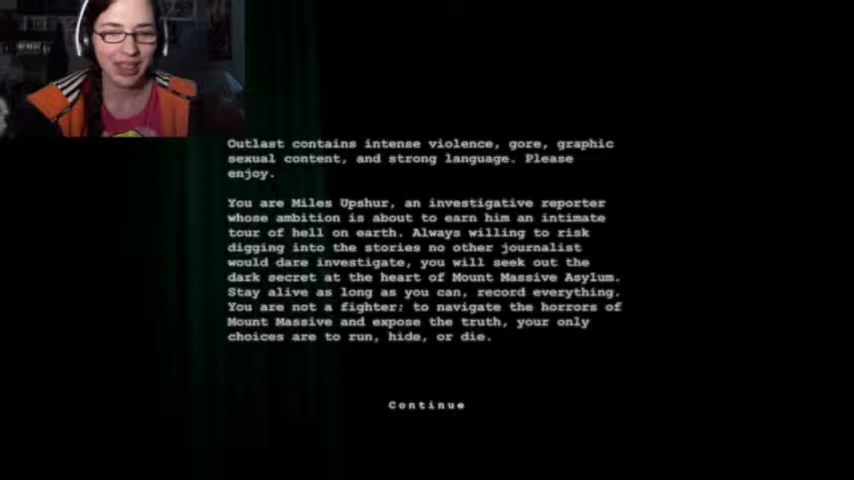 Outlast contains intense violence, gore, graphic
sexual content, and strong language. Please
enjoy.
You are Miles Upshur, an investigative reporter
whose ambition is about to earn him an intimate
tour of hell on earth. Always willing to risk
digging into the stories no other journalist
would dare investigate, you will seek out the
dark secret at the heart of Mount Massive Asylum.
Stay alive as long as you can, record everything.
You are not a fighter; to navigate the horrors of
Mount Massive and expose the truth, your only
choices are to run, hide, or die.
Continue